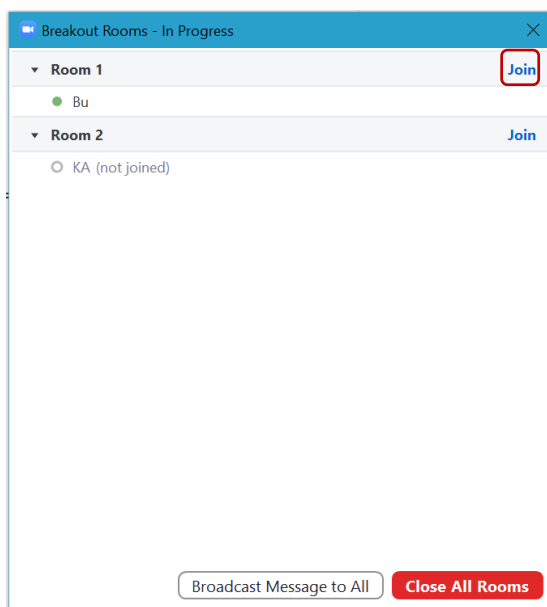 Breakout Rooms - In Progress
Room 1 Join
Bu
Room 2 Join
KA (not joined)
Broadcast Message to All Close All Rooms